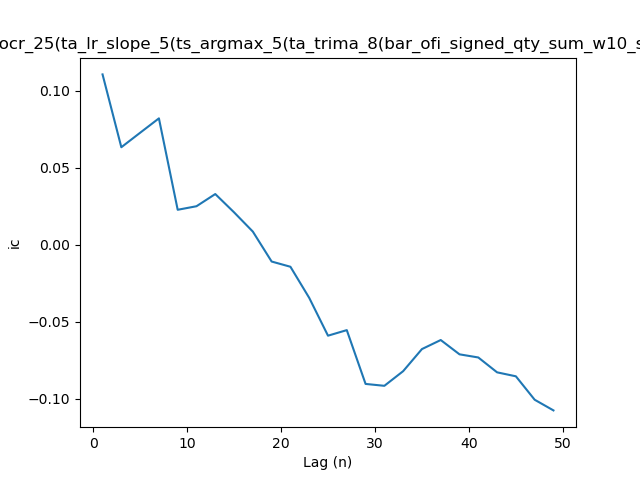 ocr_25(ta_lr_slope_5(ts_argmax_5(ta_trima_8(bar_ofi_signed_qty_sum_w10_s
0.10
0.05
0.00
−0.05
−0.10
ic
0 10 20 30 40 50
Lag (n)